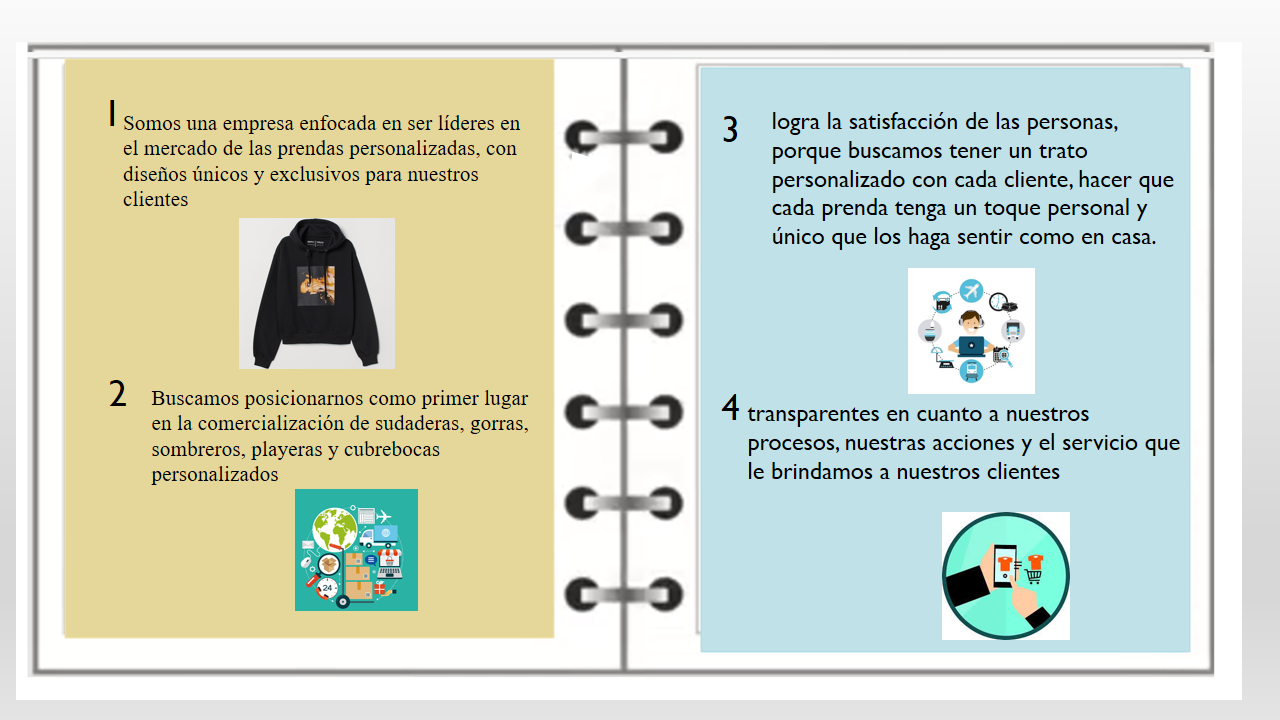 1
Somos una empresa enfocada en ser líderes en
el mercado de las prendas personalizadas, con
diseños únicos y exclusivos para nuestros
clientes
2
Buscamos posicionarnos como primer lugar
en la comercialización de sudaderas, gorras,
sombreros, playeras y cubrebocas
personalizados
24
3
logra la satisfacción de las personas,
porque buscamos tener un trato
personalizado con cada cliente, hacer que
cada prenda tenga un toque personal y
único que los haga sentir como en casa.
4
transparentes en cuanto a nuestros
procesos, nuestras acciones y el servicio que
le brindamos a nuestros clientes